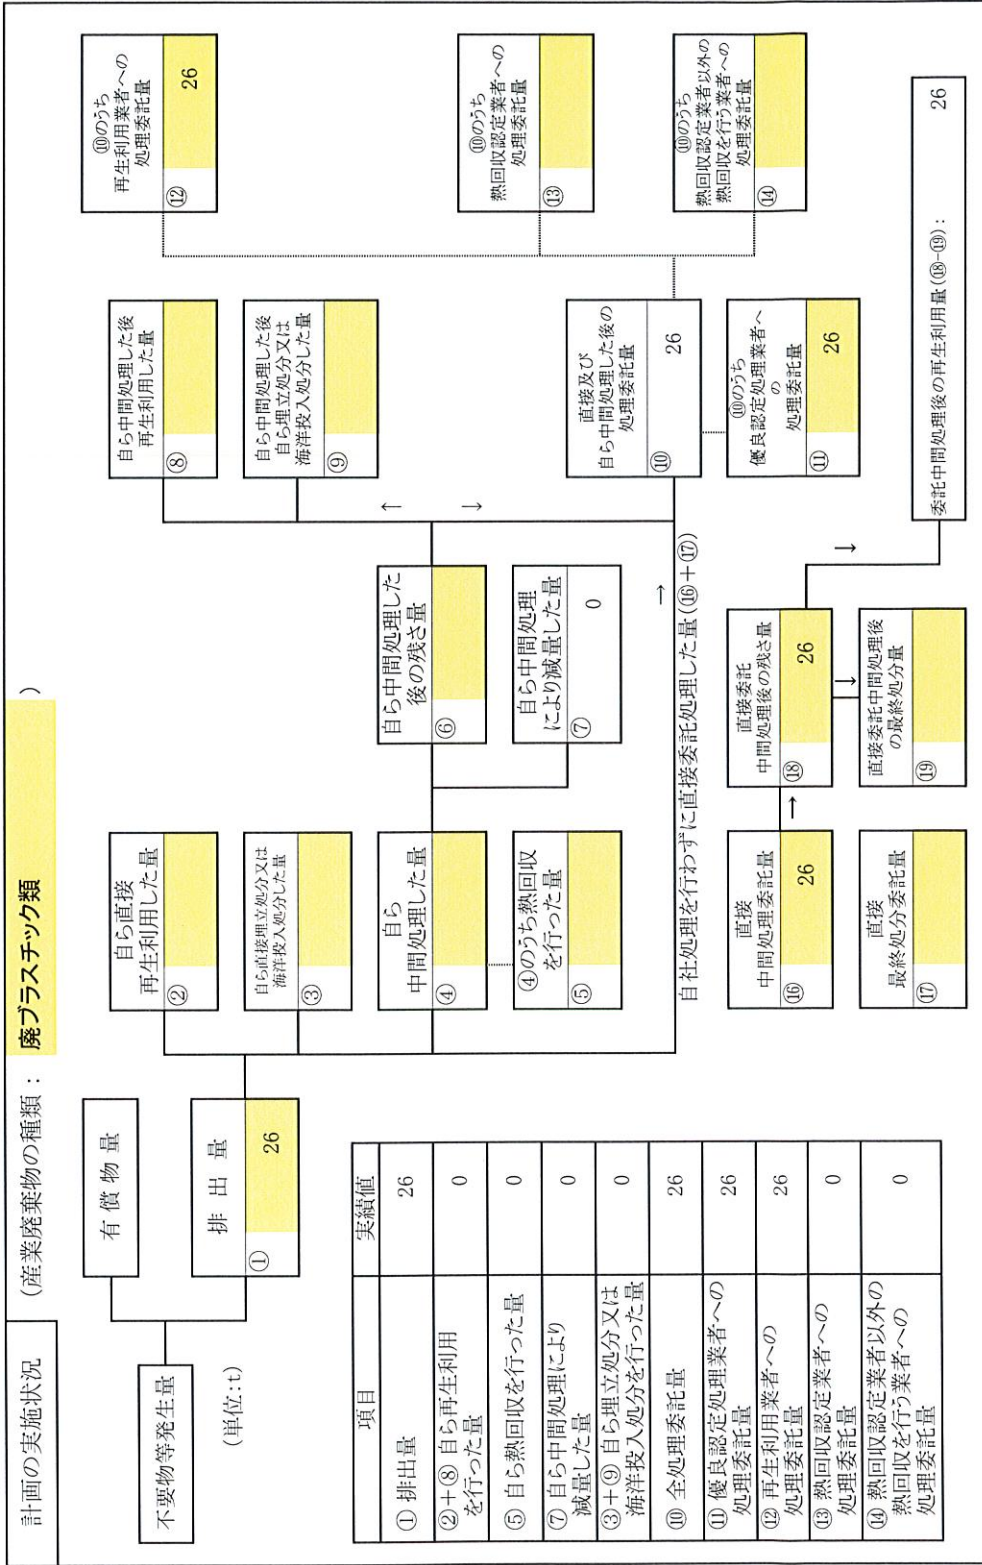 計画の実施状況
(産業廃棄物の種類： 廃プラスチック類 )
不要物等発生量
(単位:t)
有 償 物 量
排 出 量
① 26
自ら直接
再生利用した量
②
自ら直接埋立処分又は
海洋投入処分した量
③
自ら
中間処理した量
④
④のうち熱回収
を行った量
⑤
自ら中間処理した
後の残さ量
⑥
自ら中間処理
により減量した量
⑦ 0
自ら中間処理した後
再生利用した量
⑧
自ら中間処理した後
自ら埋立処分又は
海洋投入処分した量
⑨
↑
↓
直接及び
自ら中間処理した後の
処理委託量
⑩ 26
⑩のうち
優良認定処理業者へ
の
処理委託量
⑪ 26
⑩のうち
再生利用業者への
処理委託量
⑫ 26
⑩のうち
熱回収認定業者への
処理委託量
⑬
⑩のうち
熱回収認定業者以外の
熱回収を行う業者への
処理委託量
⑭
→
自社処理を行わずに直接委託処理した量(⑯＋⑰)
直接
中間処理委託量
⑯ 26
→
直接
最終処分委託量
⑰
直接委託
中間処理後の残さ量
⑱ 26
↓
↓
直接委託中間処理後
の最終処分量
⑲
委託中間処理後の再生利用量(⑱-⑲)： 26
項目 実績値
① 排出量 26
②＋⑧ 自ら再生利用
を行った量 0
⑤ 自ら熱回収を行った量 0
⑦ 自ら中間処理により
減量した量 0
③＋⑨ 自ら埋立処分又は
海洋投入処分を行った量 0
⑩ 全処理委託量 26
⑪ 優良認定処理業者への
処理委託量 26
⑫ 再生利用業者への
処理委託量 26
⑬ 熱回収認定業者への
処理委託量 0
⑭ 熱回収認定業者以外の
熱回収を行う業者への
処理委託量 0